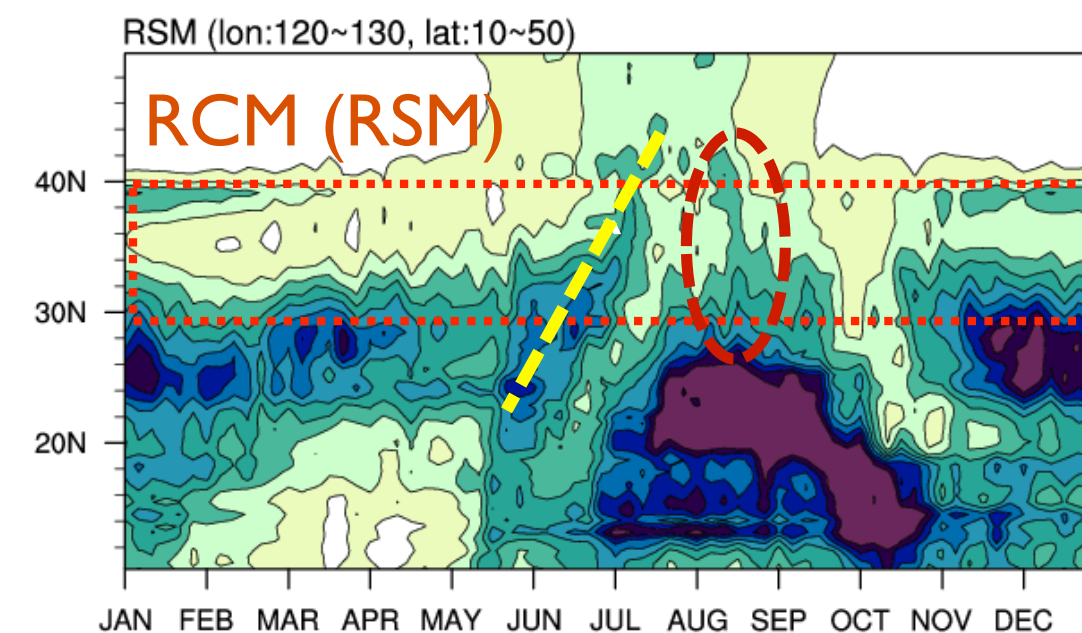 RSM (lon:120~130, lat:10~50)
RCM (RSM)
40N
30N
20N
JAN FEB MAR APR MAY JUN JUL AUG SEP OCT NOV DEC